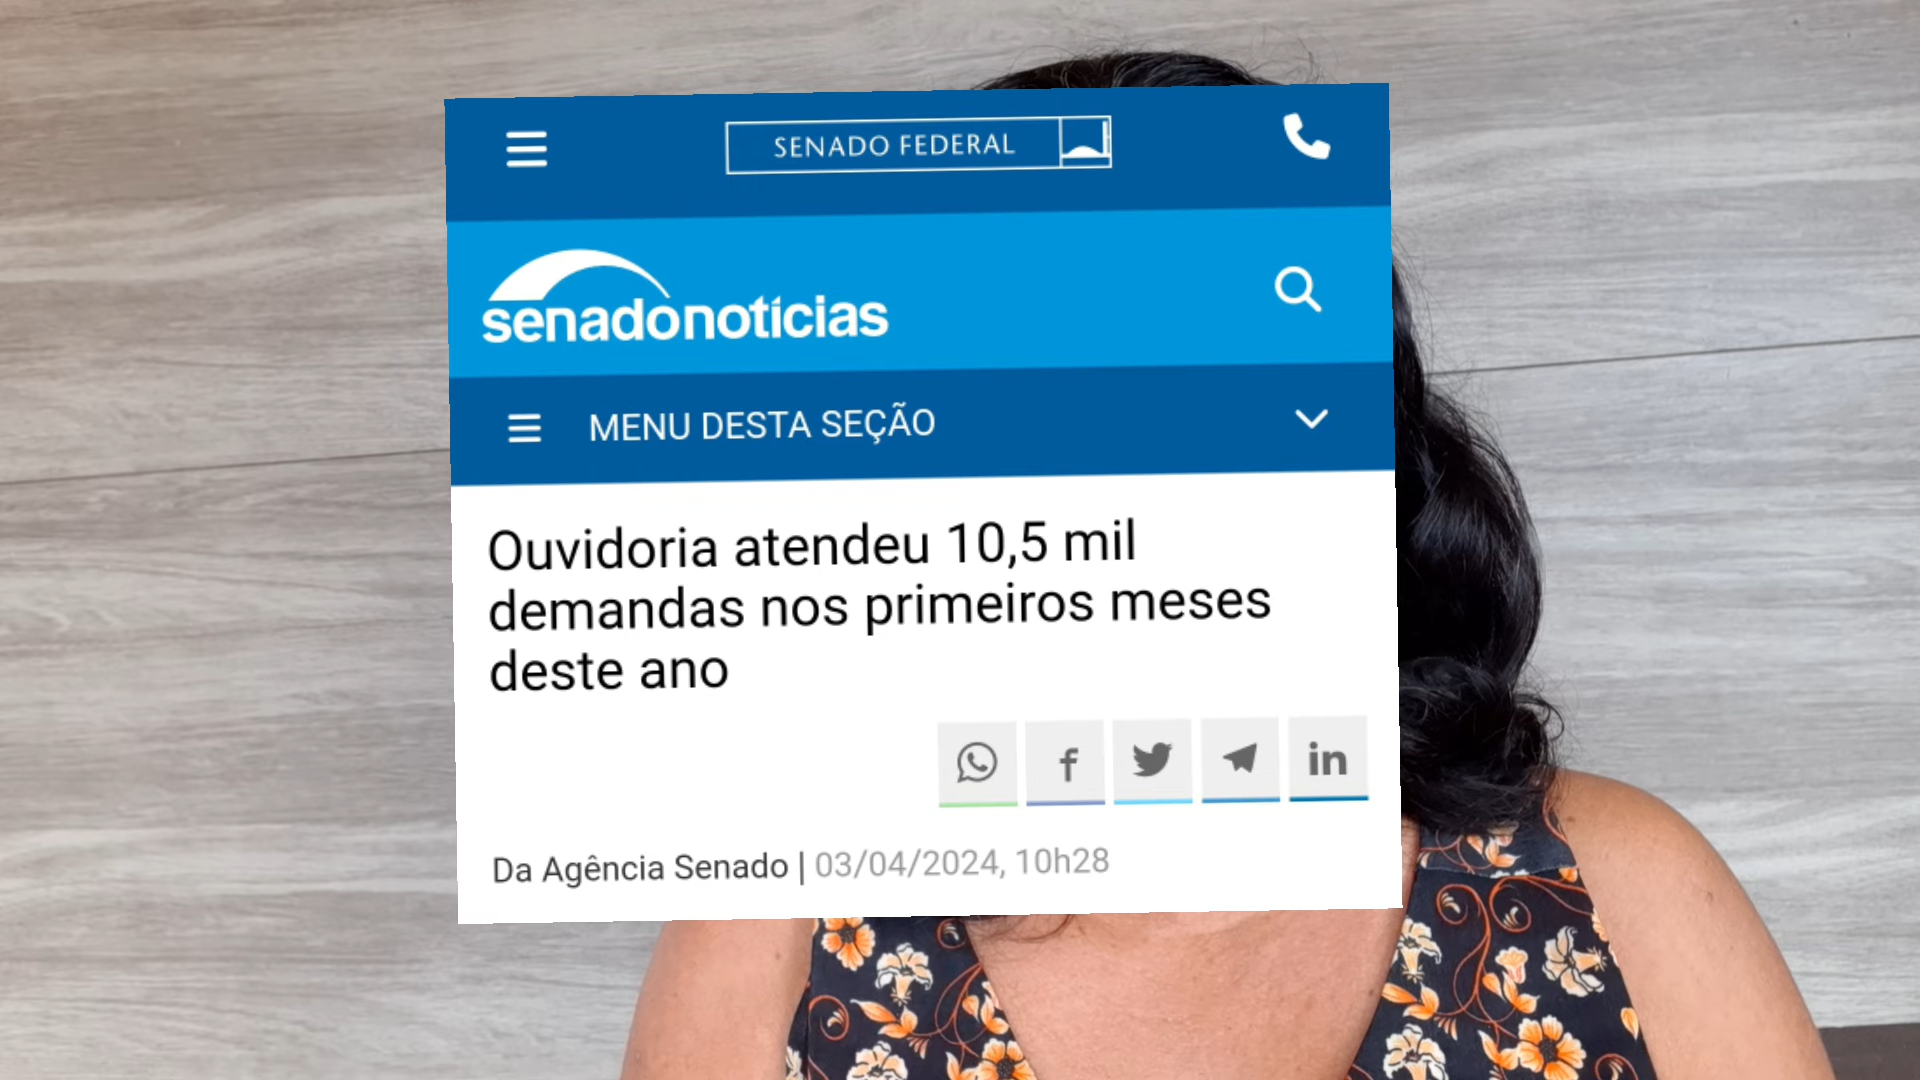 SENADO FEDERAL
senadonotícias
MENU DESTA SEÇÃO
Ouvidoria atendeu 10,5 mil
demandas nos primeiros meses
deste ano
Da Agência Senado | 03/04/2024, 10h28